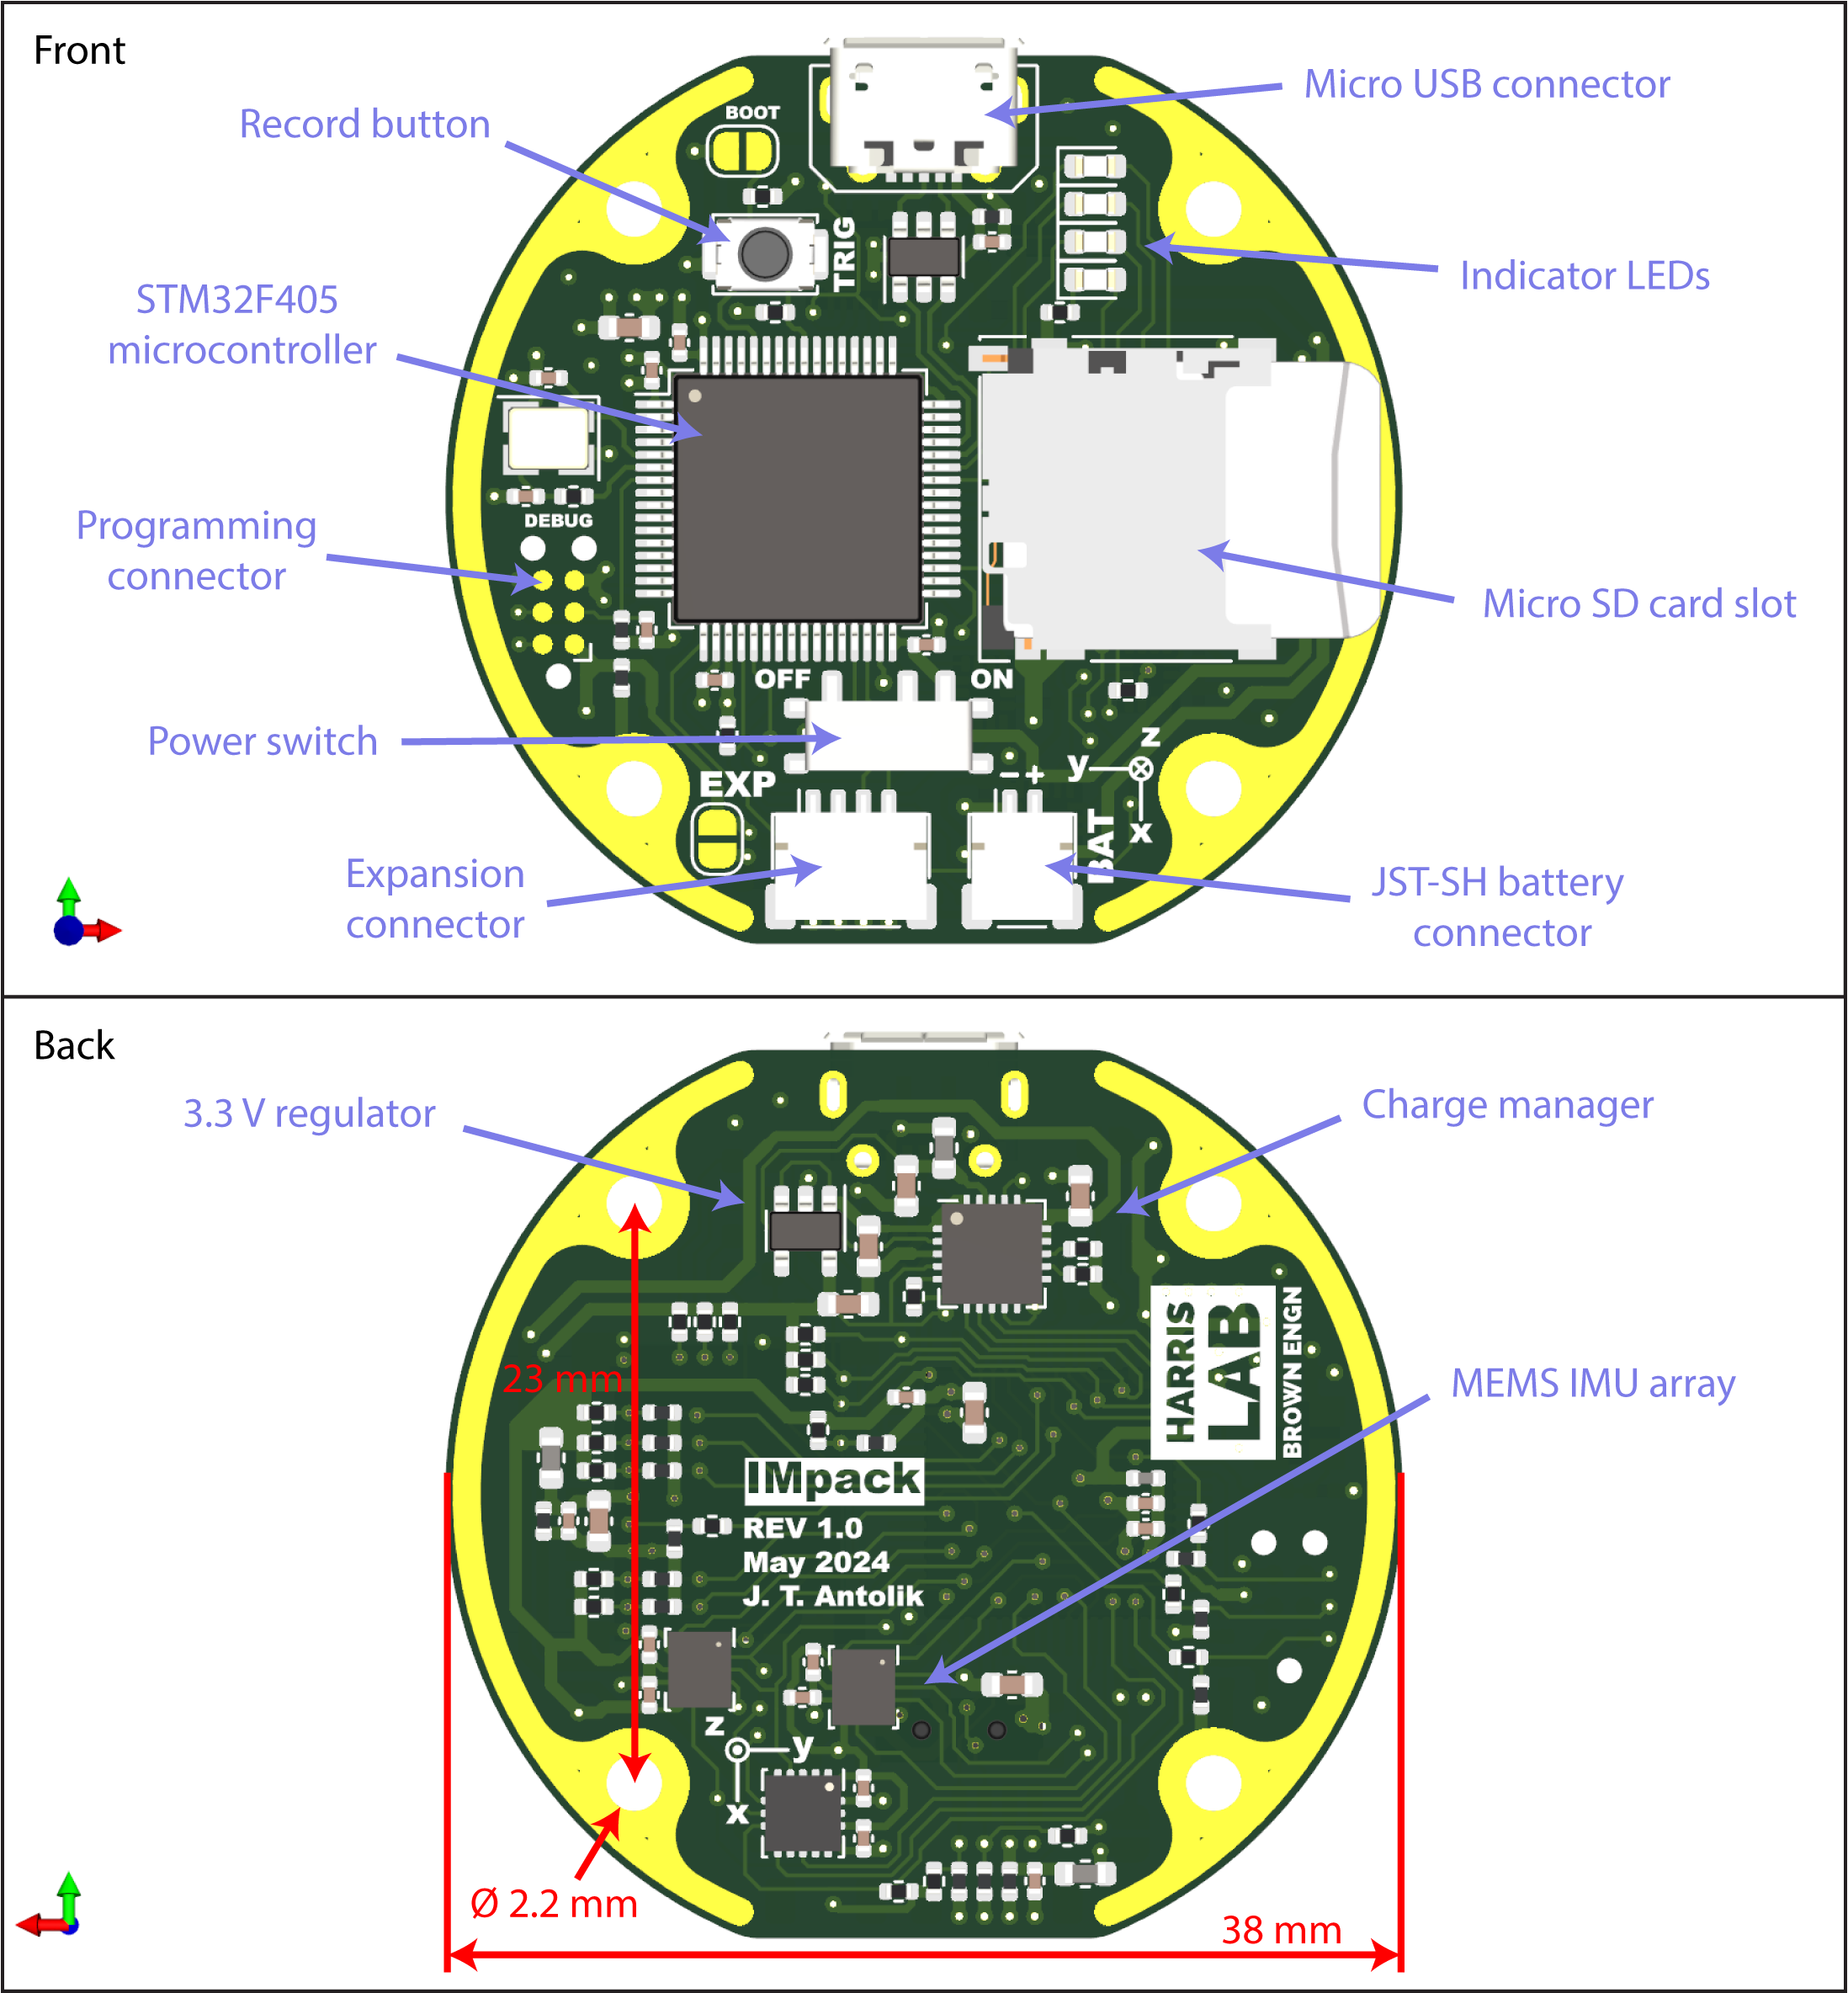 Front
Micro USB connector
Record button
BOOT
TRIG
Indicator LEDs
STM32F405
microcontroller
DEBUG
Programming
connector
Micro SD card slot
OFF
ON
Power switch
z
y
x
- +
EXP
BAT
Expansion
connector
JST-SH battery
connector
Back
3.3 V regulator
Charge manager
HARRIS
LAB
BROWN ENGN
23 mm
MEMS IMU array
IMpack
REV 1.0
May 2024
J. T. Antolik
z
y
x
Ø 2.2 mm
38 mm